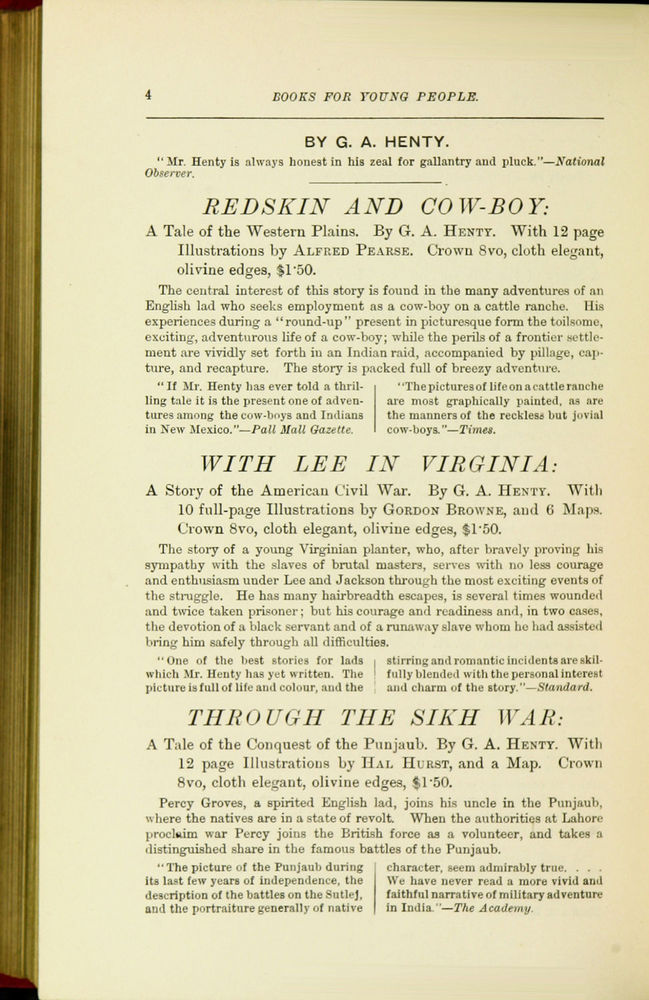 4 BOOKS FOR YOUNG PEOPLE.
BY G. A. HENTY.
"Mr. Henty is always honest in his zeal for gallantry and pluck."—National
Observer.
REDSKIN AND COW-BOY:
A Tale of the Western Plains. By G. A. HENTY. With 12 page
Illustrations by ALFRED PEARSE. Crown 8vo, cloth elegant,
olivine edges, $1·50.
The central interest of this story is found in the many adventures of an
English lad who seeks employment as a cow-boy on a cattle ranche. His
experiences during a "round-up" present in picturesque form the toilsome,
exciting, adventurous life of a cow-boy; while the perils of a frontier settle-
ment are vividly set forth in an Indian raid, accompanied by pillage, cap-
ture, and recapture. The story is packed full of breezy adventure.
"If Mr. Henty has ever told a thril-
ling tale it is the present one of adven-
tures among the cow-boys and Indians
in New Mexico."—Pall Mall Gazette.
"The pictures of life on a cattle ranche
are most graphically painted, as are
the manners of the reckless but jovial
cow-boys."—Times.
WITH LEE IN VIRGINIA:
A Story of the American Civil War. By G. A. HENTY. With
10 full-page Illustrations by GORDON BROWNE, and 6 Maps.
Crown 8vo, cloth elegant, olivine edges, $1·50.
The story of a young Virginian planter, who, after bravely proving his
sympathy with the slaves of brutal masters, serves with no less courage
and enthusiasm under Lee and Jackson through the most exciting events of
the struggle. He has many hairbreadth escapes, is several times wounded
and twice taken prisoner; but his courage and readiness and, in two cases,
the devotion of a black servant and of a runaway slave whom he had assisted
bring him safely through all difficulties.
"One of the best stories for lads
which Mr. Henty has yet written. The
picture is full of life and colour, and the
stirring and romantic incidents are skil-
fully blended with the personal interest
and charm of the story."—Standard.
THROUGH THE SIKH WAR:
A Tale of the Conquest of the Punjaub. By G. A. HENTY. With
12 page Illustrations by HAL HURST, and a Map. Crown
8vo, cloth elegant, olivine edges, $1·50.
Percy Groves, a spirited English lad, joins his uncle in the Punjaub,
where the natives are in a state of revolt. When the authorities at Lahore
proclaim war Percy joins the British force as a volunteer, and takes a
distinguished share in the famous battles of the Punjaub.
"The picture of the Punjaub during
its last few years of independence, the
description of the battles on the Sutlej,
and the portraiture generally of native
character, seem admirably true. . . .
We have never read a more vivid and
faithful narrative of military adventure
in India."—The Academy.